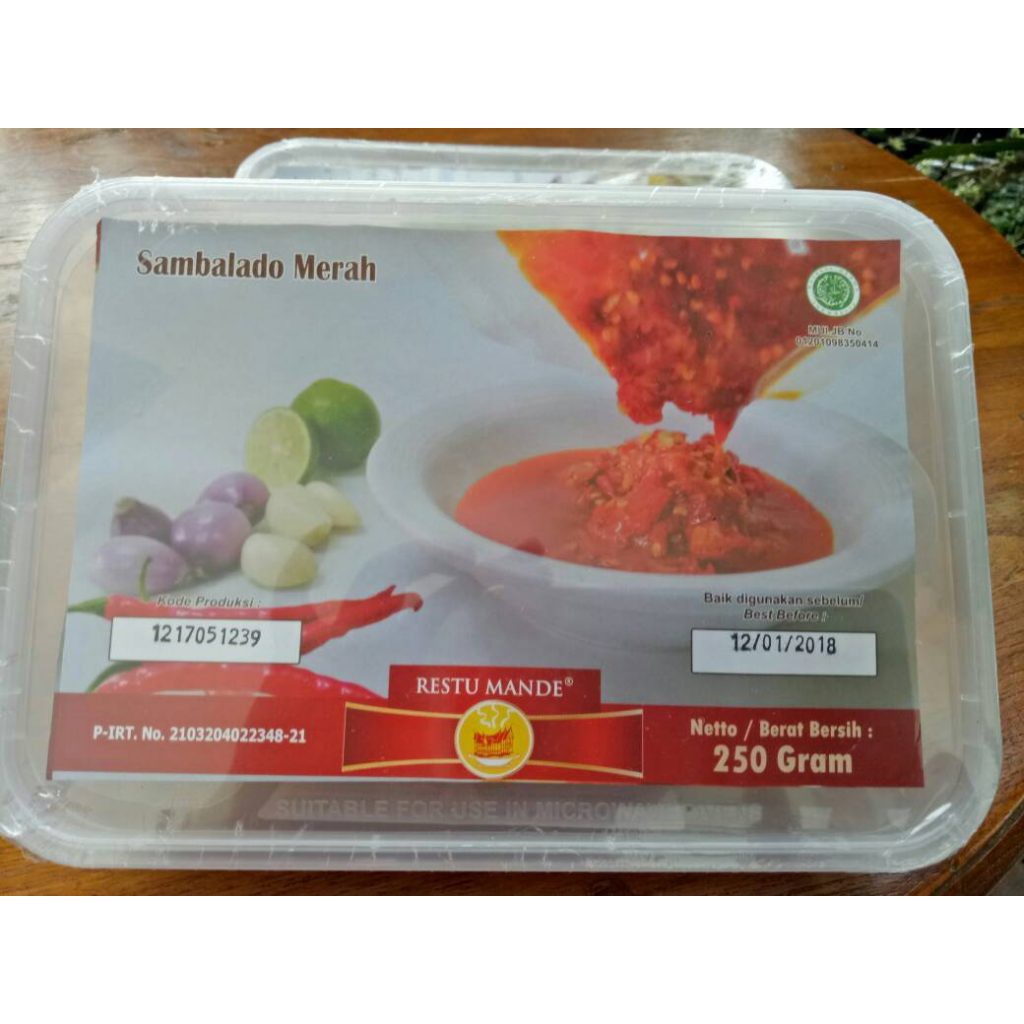 Sambalado Merah
MUI JB No
01201098350414
Kode Produksi :
1217051239
Baik digunakan sebelum/
Best Before :
12/01/2018
RESTU MANDE®
P-IRT. No. 2103204022348-21
Netto / Berat Bersih :
250 Gram
SUITABLE FOR USE IN MICROWAVE OVENS